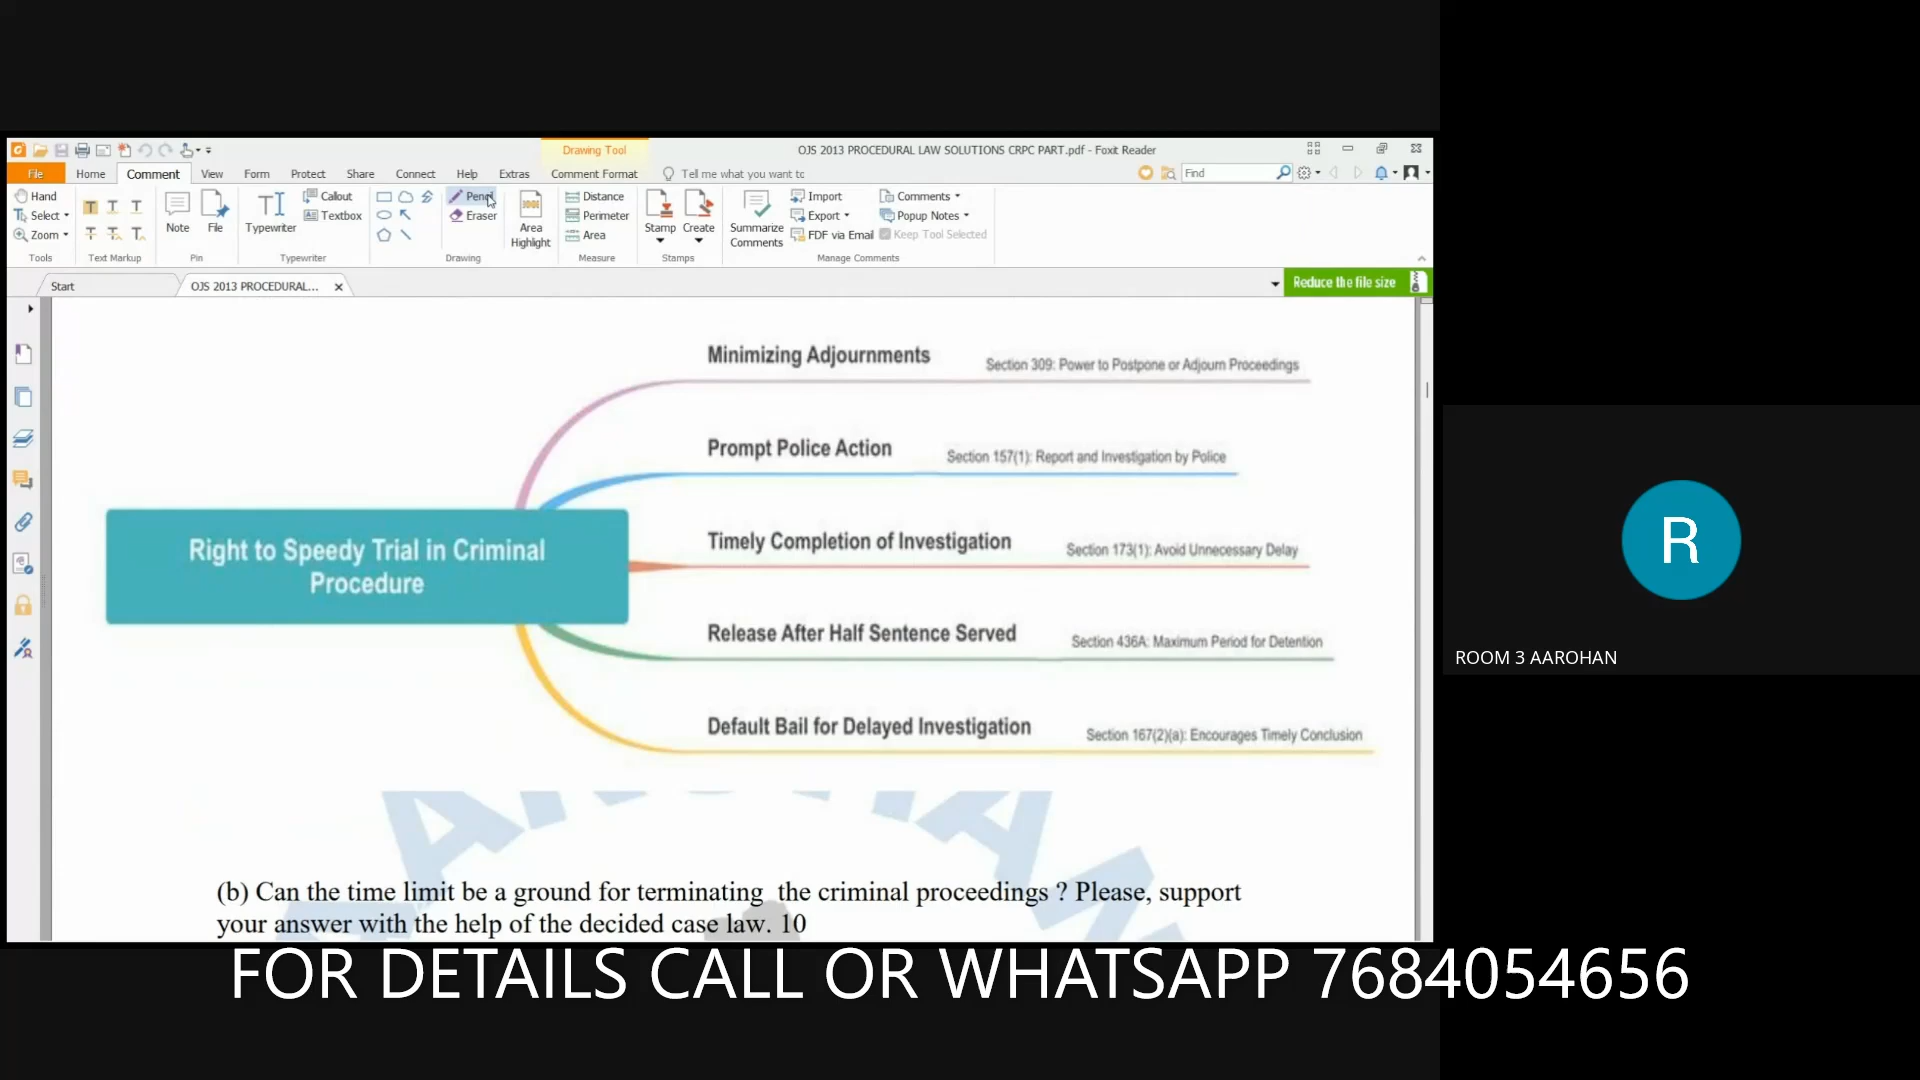 Drawing Tool
OJS 2013 PROCEDURAL LAW SOLUTIONS CRPC PART.pdf - Foxit Reader
File Home Comment View Form Protect Share Connect Help Extras Comment Format Tell me what you want to Find
Hand
Select
Zoom
Tools
Text Markup
Note
File
Pin
Typewriter
Callout
Textbox
Typewriter
Pencil
Eraser
Drawing
Area
Highlight
Distance
Perimeter
Area
Measure
Stamp
Create
Stamps
Summarize
Comments
Import
Export
FDF via Email
Comments
Popup Notes
Keep Tool Selected
Manage Comments
Start
OJS 2013 PROCEDURAL...
Reduce the file size
Minimizing Adjournments Section 309: Power to Postpone or Adjourn Proceedings
Prompt Police Action Section 157(1): Report and Investigation by Police
Timely Completion of Investigation Section 173(1): Avoid Unnecessary Delay
Right to Speedy Trial in Criminal
Procedure
Release After Half Sentence Served Section 436A: Maximum Period for Detention
Default Bail for Delayed Investigation Section 167(2)(a): Encourages Timely Conclusion
(b) Can the time limit be a ground for terminating the criminal proceedings ? Please, support
your answer with the help of the decided case law. 10
R
ROOM 3 AAROHAN
FOR DETAILS CALL OR WHATSAPP 7684054656